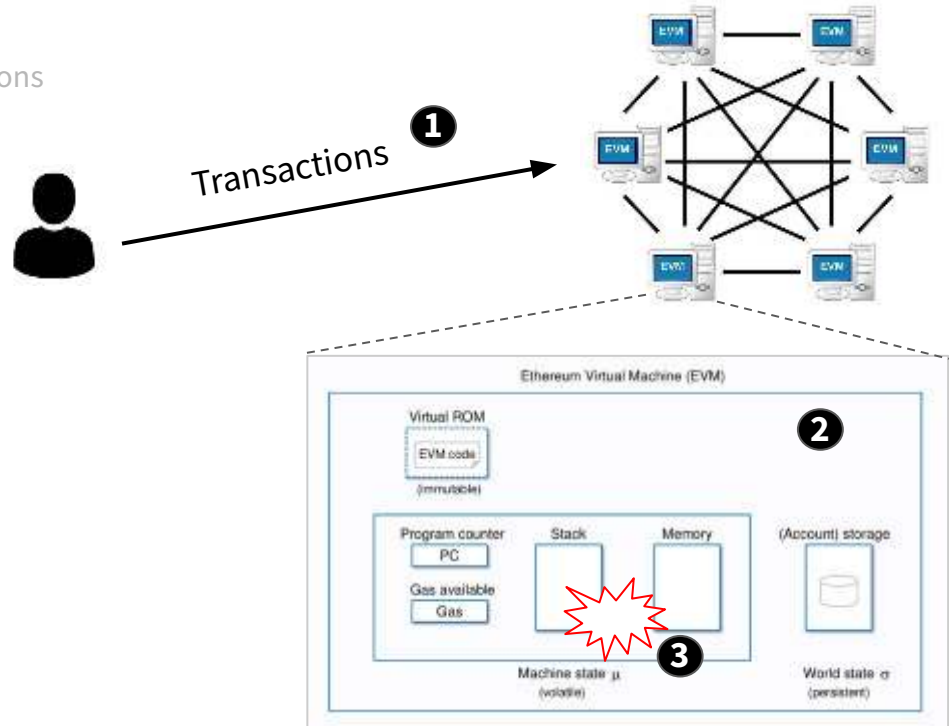 ons
1
Transactions
EVM
EVM
EVM
EVM
EVM
EVM
Ethereum Virtual Machine (EVM)
2
Virtual ROM
EVM code
(immutable)
Program counter
PC
Gas available
Gas
Stack
Memory
(Account) storage
3
Machine state μ
(volatile)
World state σ
(persistent)